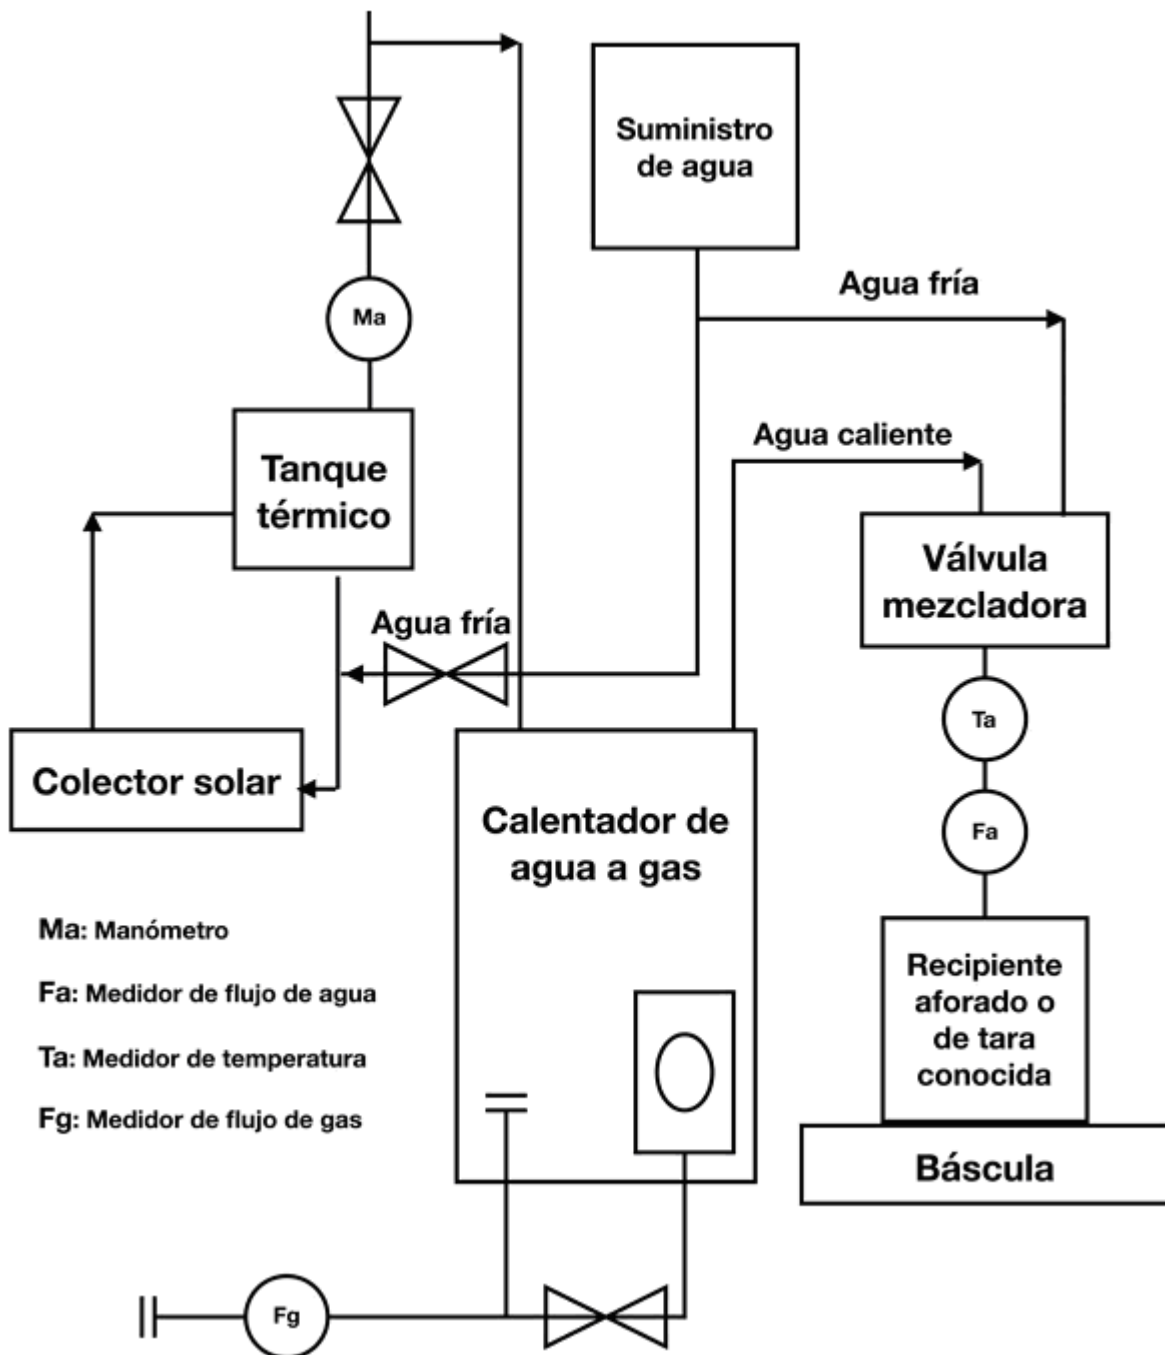 Suministro
de agua
Agua fría
Ma
Agua caliente
Tanque
térmico
Válvula
mezcladora
Agua fría
Ta
Colector solar
Calentador de
agua a gas
Fa
Ma: Manómetro
Fa: Medidor de flujo de agua
Ta: Medidor de temperatura
Fg: Medidor de flujo de gas
Recipiente
aforado o
de tara
conocida
Báscula
Fg